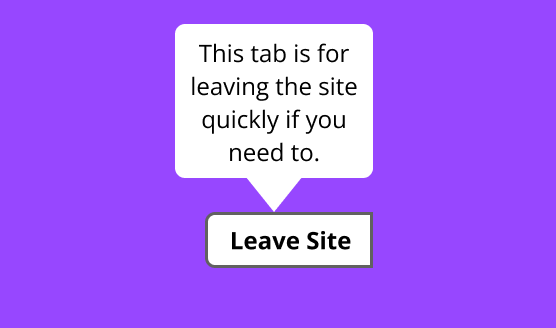 This tab is for
leaving the site
quickly if you
need to.
Leave Site